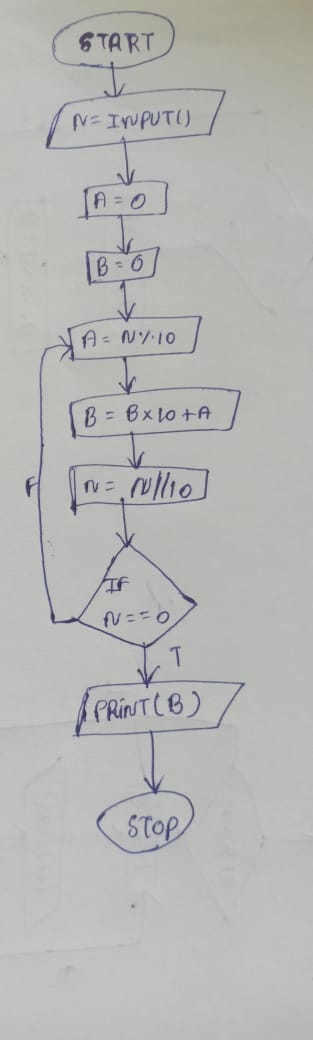 START
N = INPUT()
A = 0
B = 0
A = N%10
B = B×10+A
N = N//10
F
IF
N == 0
T
PRINT(B)
STOP